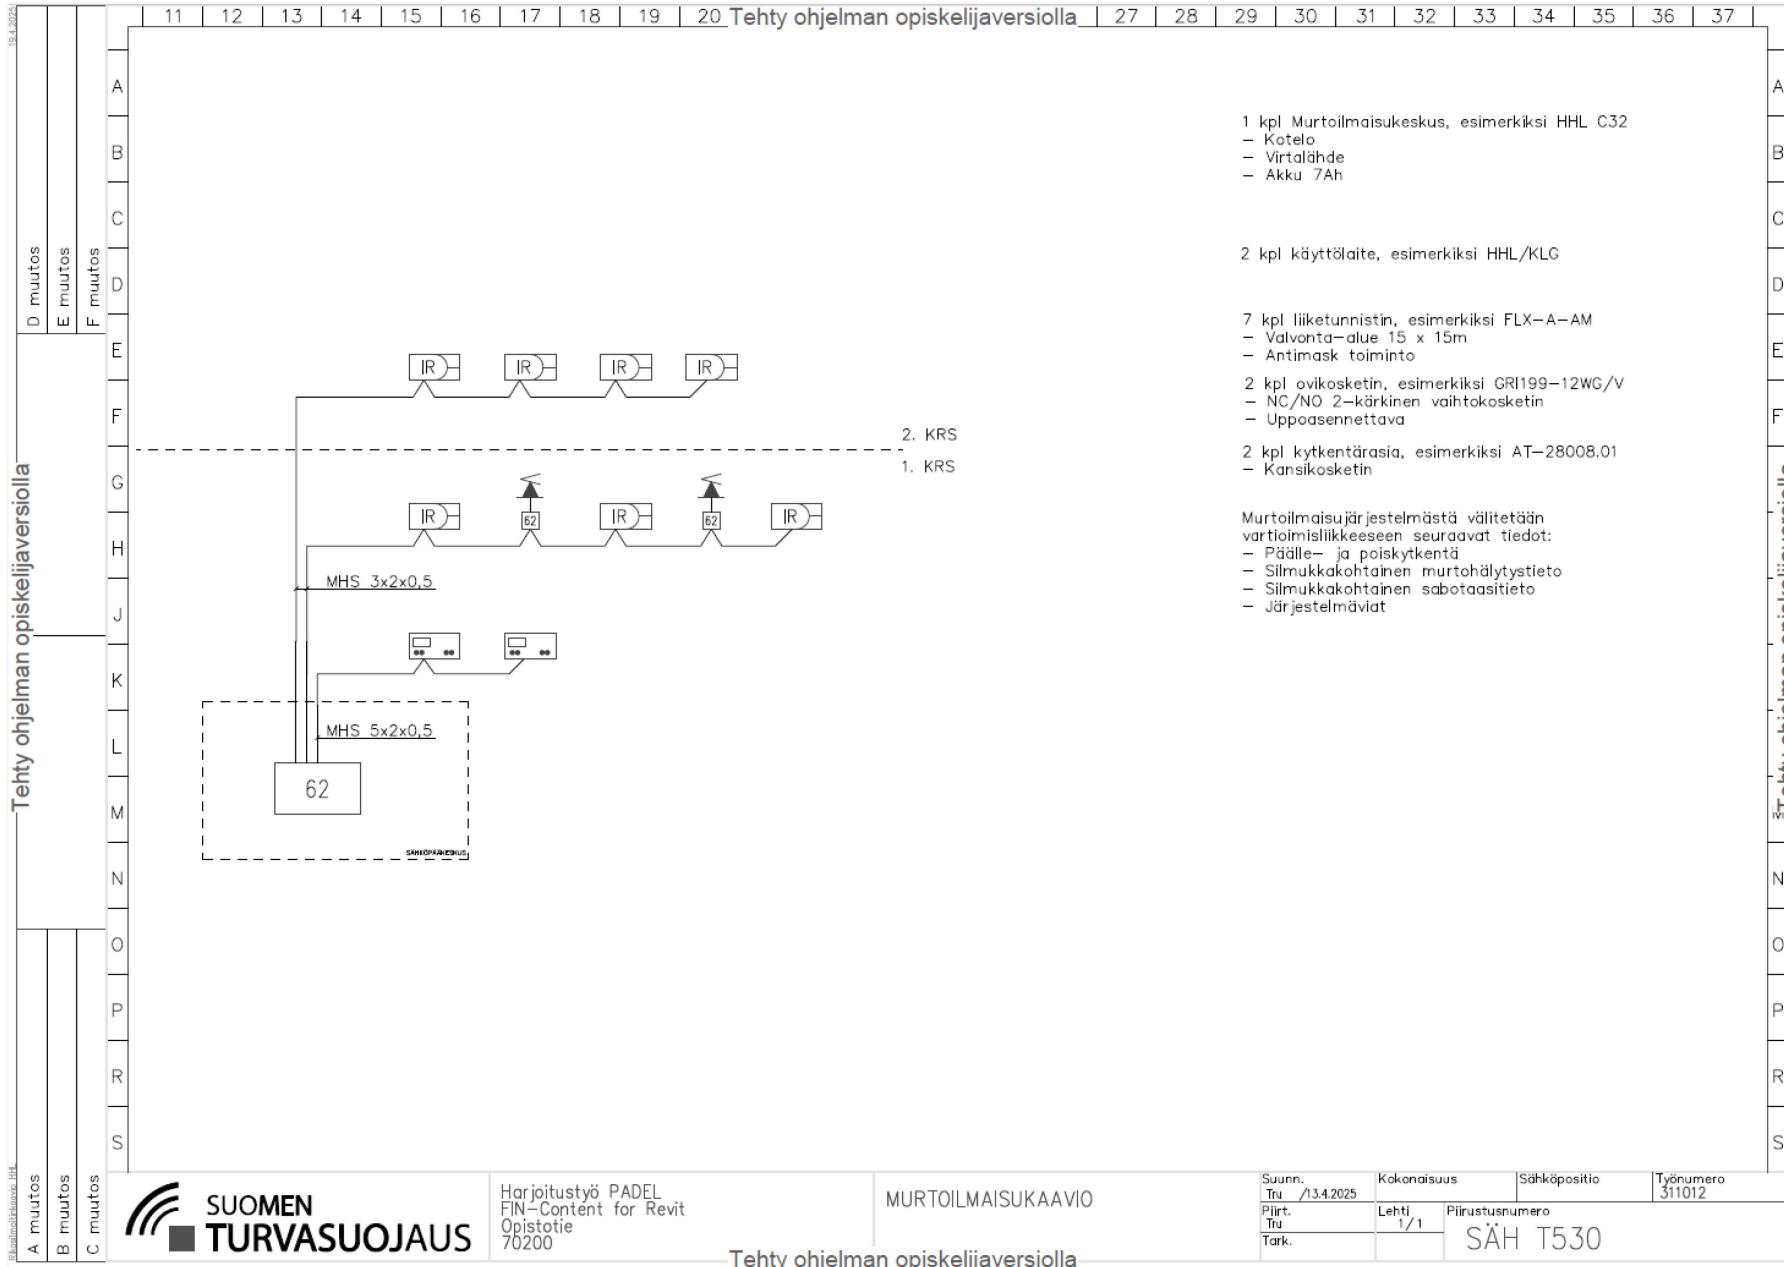 19.4.2025
11 12 13 14 15 16 17 18 19 20 Tehty ohjelman opiskelijaversiolla 27 28 29 30 31 32 33 34 35 36 37
A
B
C
D
E
F
G
H
J
K
L
M
N
O
P
R
S
D muutos
E muutos
F muutos
Tehty ohjelman opiskelijaversiolla
A muutos
B muutos
C muutos
IR IR IR IR
2. KRS
1. KRS
IR 62 IR 62 IR
MHS 3x2x0,5
MHS 5x2x0,5
62
SÄHKÖPÄÄKESKUS
1 kpl Murtoilmaisukeskus, esimerkiksi HHL C32
– Kotelo
– Virtalähde
– Akku 7Ah
2 kpl käyttölaite, esimerkiksi HHL/KLG
7 kpl liiketunnistin, esimerkiksi FLX–A–AM
– Valvonta–alue 15 x 15m
– Antimask toiminto
2 kpl ovikosketin, esimerkiksi GRI199–12WG/V
– NC/NO 2–kärkinen vaihtokosketin
– Uppoasennettava
2 kpl kytkentärasia, esimerkiksi AT–28008.01
– Kansikosketin
Murtoilmaisujärjestelmästä välitetään
vartioimisliikkeeseen seuraavat tiedot:
– Päälle– ja poiskytkentä
– Silmukkakohtainen murtohälytystieto
– Silmukkakohtainen sabotaasitieto
– Järjestelmäviat
A
B
C
D
E
F
H
J
K
L
N
O
P
R
S
Tehty ohjelman opiskelijaversiolla
SUOMEN
TURVASUOJAUS
Harjoitustyö PADEL
FIN–Content for Revit
Opistotie
70200
MURTOILMAISUKAAVIO
Suunn.
Tru /13.4.2025
Kokonaisuus
Sähköpositio
Työnumero
311012
Piirt.
Tru
Lehti
1/1
Piirustusnumero
SÄH T530
Tark.
Tehty ohjelman opiskelijaversiolla